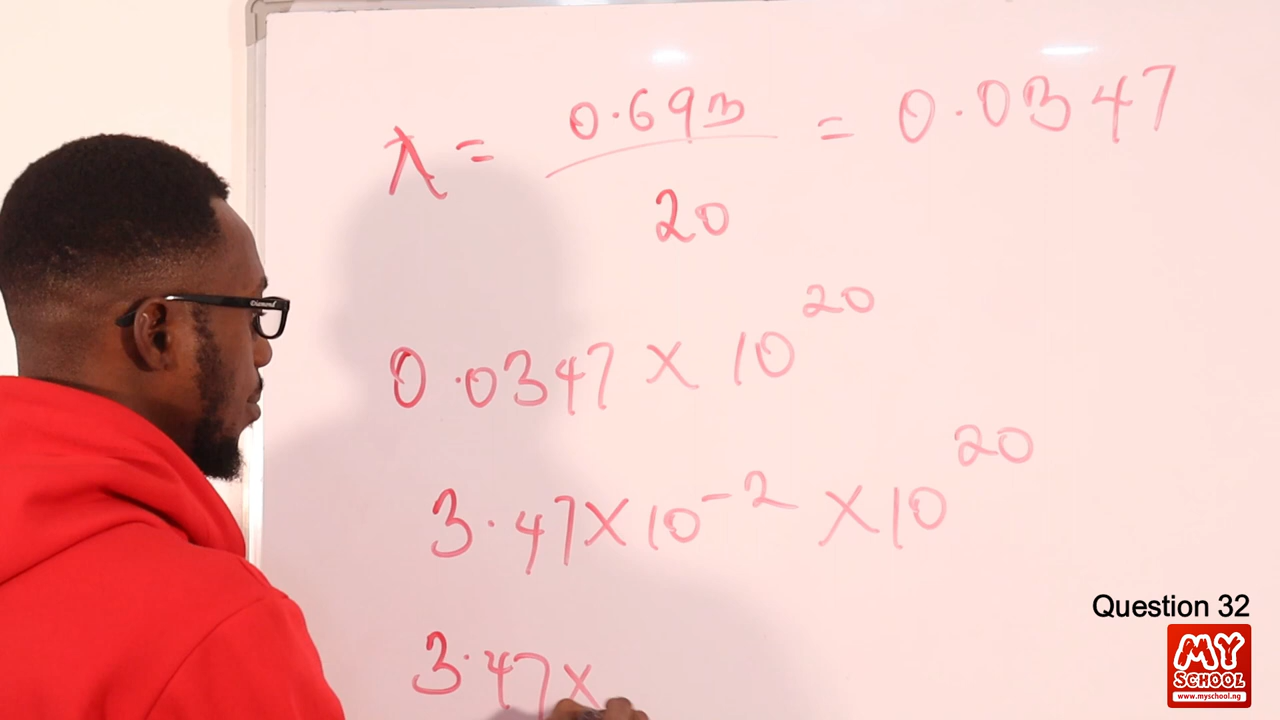 λ = 0.693 / 20 = 0.0347
0.0347 × 10^20
3.47 × 10^-2 × 10^20
3.47 ×
Diamond
Question 32
MY
SCHOOL
www.myschool.ng